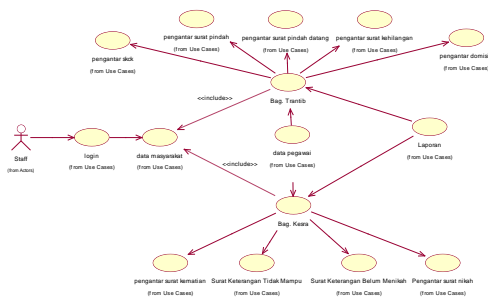 pengantar surat pindah
(from Use Cases)
pengantar surat pindah datang
(from Use Cases)
pengantar surat kehilangan
(from Use Cases)
pengantar skck
(from Use Cases)
pengantar domisi
(from Use Cases)
<<include>>
Bag. Trantib
Staff
(from Actors)
login
(from Use Cases)
data masyarakat
(from Use Cases)
data pegawai
(from Use Cases)
Laporan
(from Use Cases)
<<include>>
Bag. Kesra
pengantar surat kematian
(from Use Cases)
Surat Keterangan Tidak Mampu
(from Use Cases)
Surat Keterangan Belum Menikah
(from Use Cases)
Pengantar surat nikah
(from Use Cases)